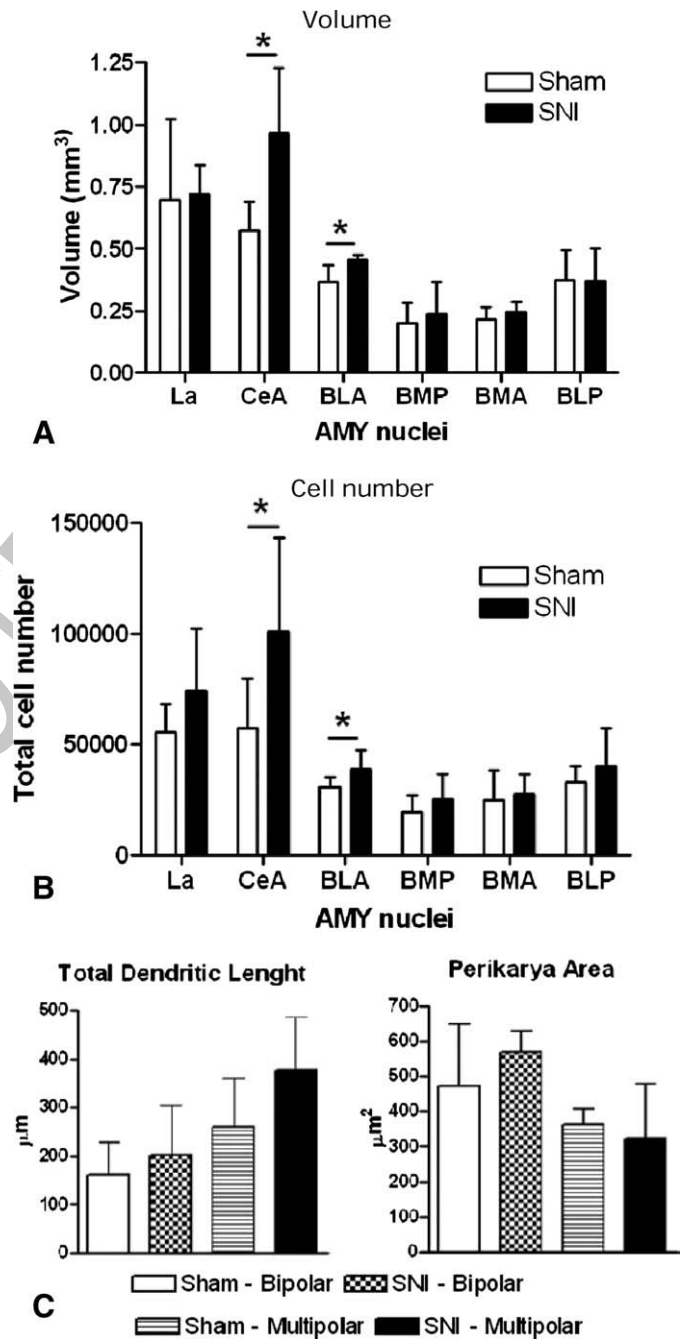 Volume
*
1.25
Sham
SNI
1.00
*
0.75
0.50
0.25
0.00
Volume (mm³)
La CeA BLA BMP BMA BLP
A
AMY nuclei
Cell number
150000
*
Sham
SNI
100000
*
50000
0
Total cell number
La CeA BLA BMP BMA BLP
B
AMY nuclei
Total Dendritic Lenght
500
400
300
200
100
0
μm
Perikarya Area
700
600
500
400
300
200
100
0
μm²
Sham - Bipolar SNI - Bipolar
C
Sham - Multipolar SNI - Multipolar